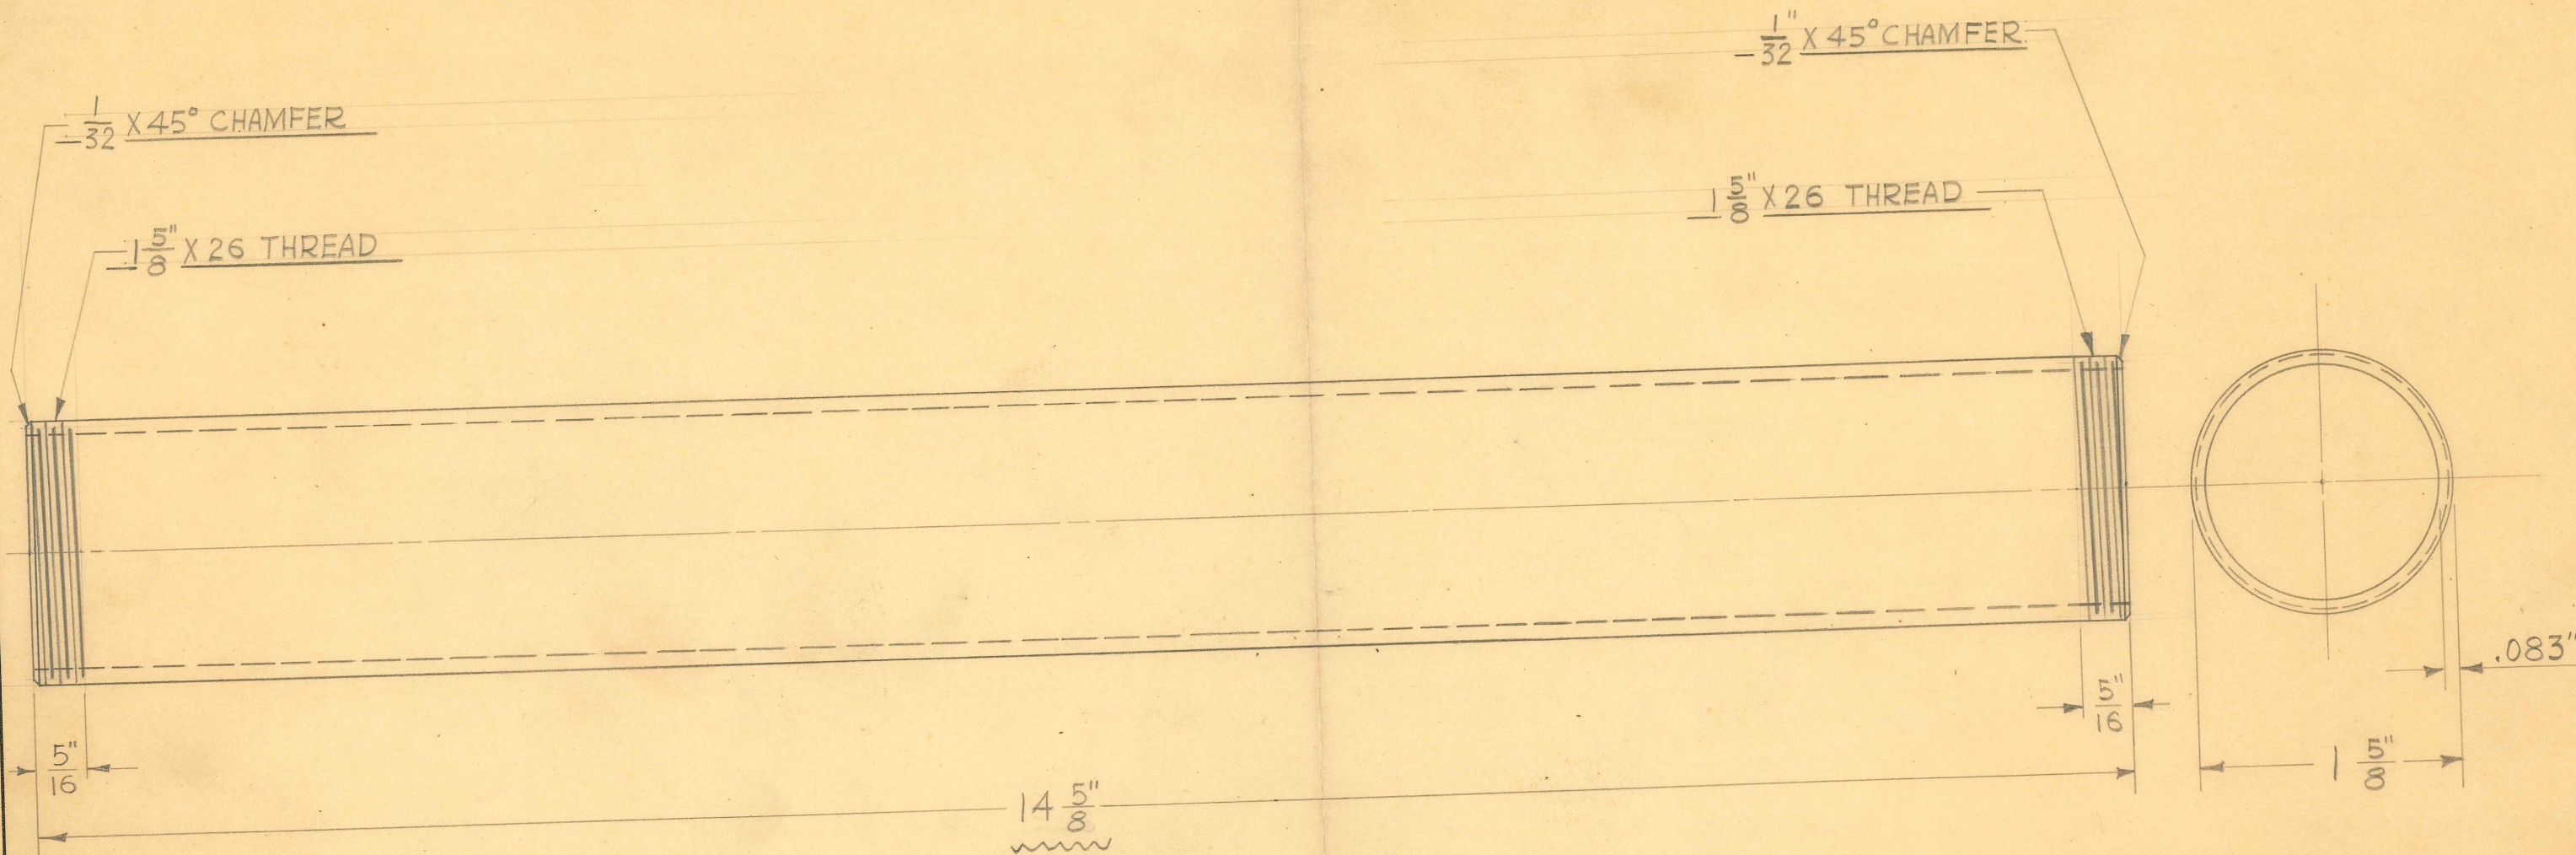 1/32 X 45° CHAMFER
1 5/8" X 26 THREAD
1/32" X 45° CHAMFER
1 5/8" X 26 THREAD
.083"
5/16"
5/16"
1 5/8"
14 5/8"